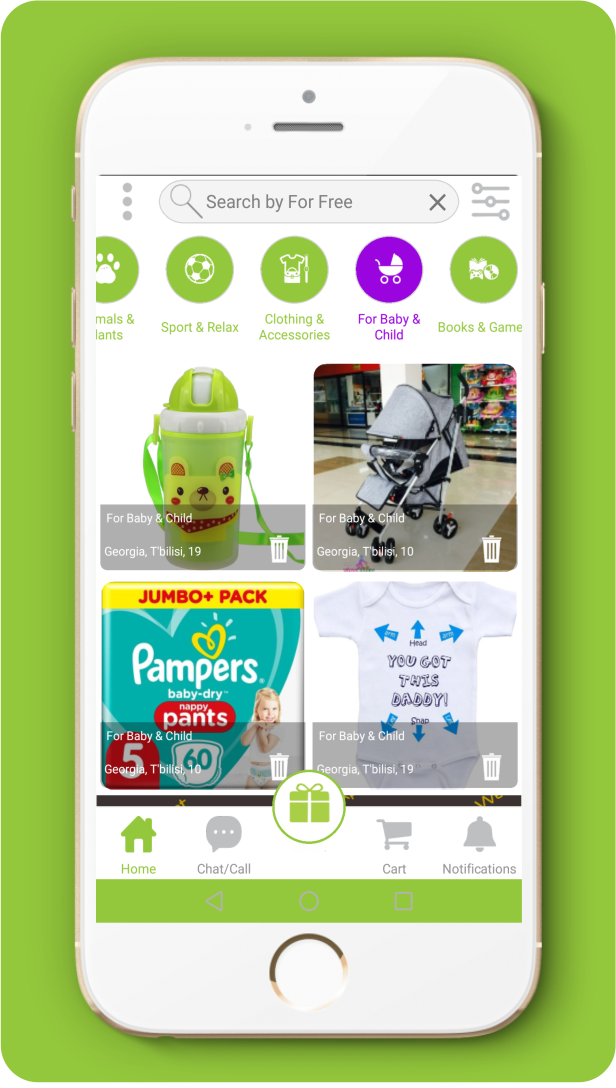 Search by For Free
mals &
lants
Sport & Relax
Clothing &
Accessories
For Baby &
Child
Books & Game
For Baby & Child
Georgia, T'bilisi, 19
For Baby & Child
Georgia, T'bilisi, 10
JUMBO+ PACK
Pampers
baby-dry™
nappy
pants
5
60
For Baby & Child
Georgia, T'bilisi, 10
arm
Head
arm
YOU GOT
THIS
DADDY!
Snap
For Baby & Child
Georgia, T'bilisi, 19
Home
Chat/Call
Cart
Notifications